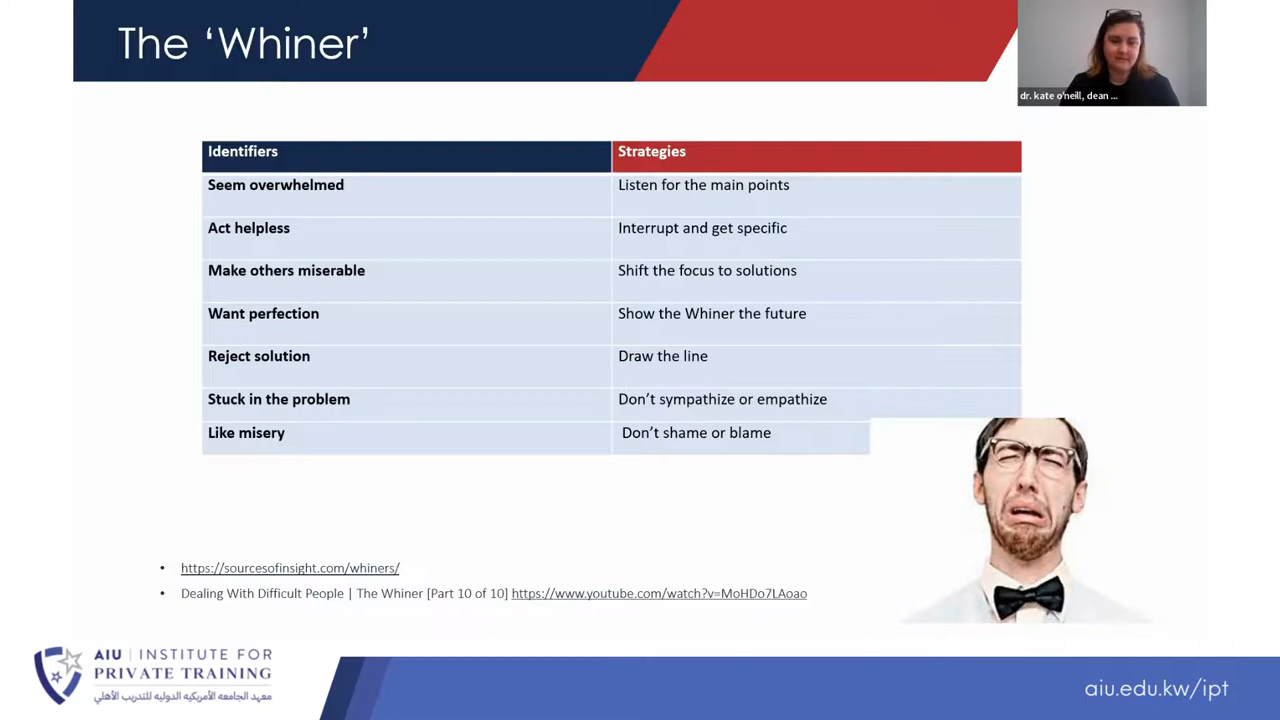 The ‘Whiner’
dr. kate o'neill, dean ...
Identifiers
Strategies
Seem overwhelmed
Listen for the main points
Act helpless
Interrupt and get specific
Make others miserable
Shift the focus to solutions
Want perfection
Show the Whiner the future
Reject solution
Draw the line
Stuck in the problem
Don’t sympathize or empathize
Like misery
Don’t shame or blame
• https://sourcesofinsight.com/whiners/
• Dealing With Difficult People | The Whiner [Part 10 of 10] https://www.youtube.com/watch?v=MoHDo7LAoao
AIU | INSTITUTE FOR
PRIVATE TRAINING
معهد الجامعه الأمريكيه الدوليه للتدريب الأهلي
aiu.edu.kw/ipt